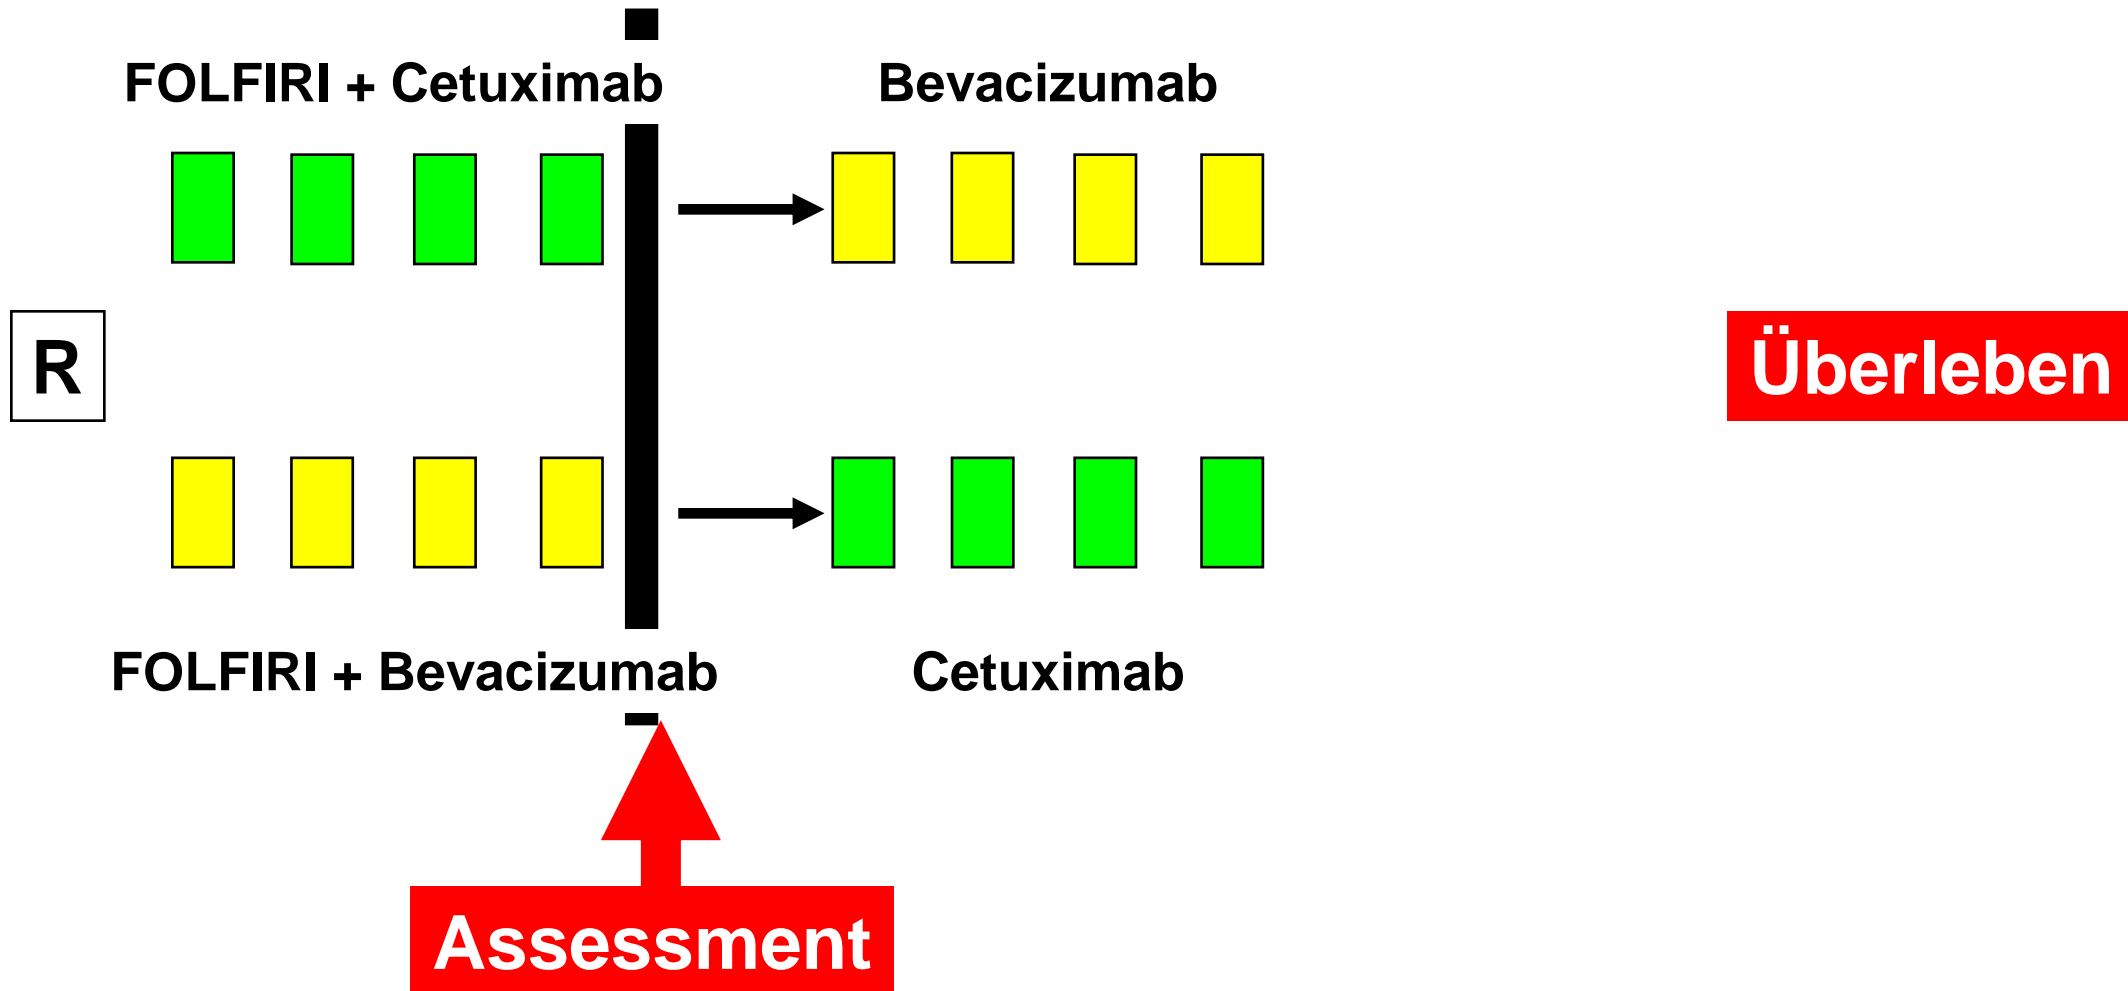 FOLFIRI + Cetuximab
Bevacizumab
R
Überleben
FOLFIRI + Bevacizumab
Cetuximab
Assessment